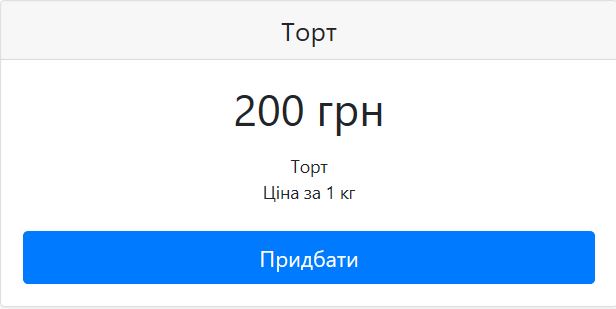 Торт
200 грн
Торт
Ціна за 1 кг
Придбати